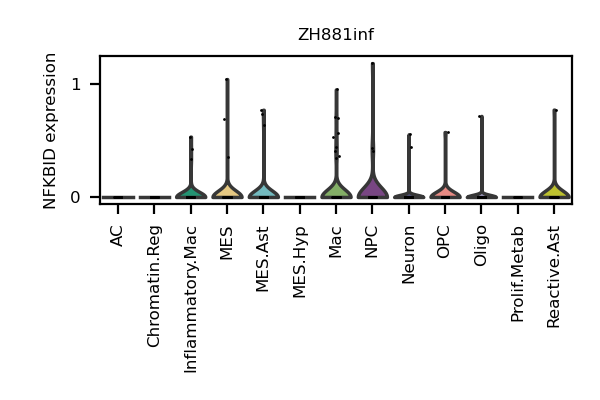 ZH881inf
NFKBID expression
1
0
AC
Chromatin.Reg
Inflammatory.Mac
MES
MES.Ast
MES.Hyp
Mac
NPC
Neuron
OPC
Oligo
Prolif.Metab
Reactive.Ast